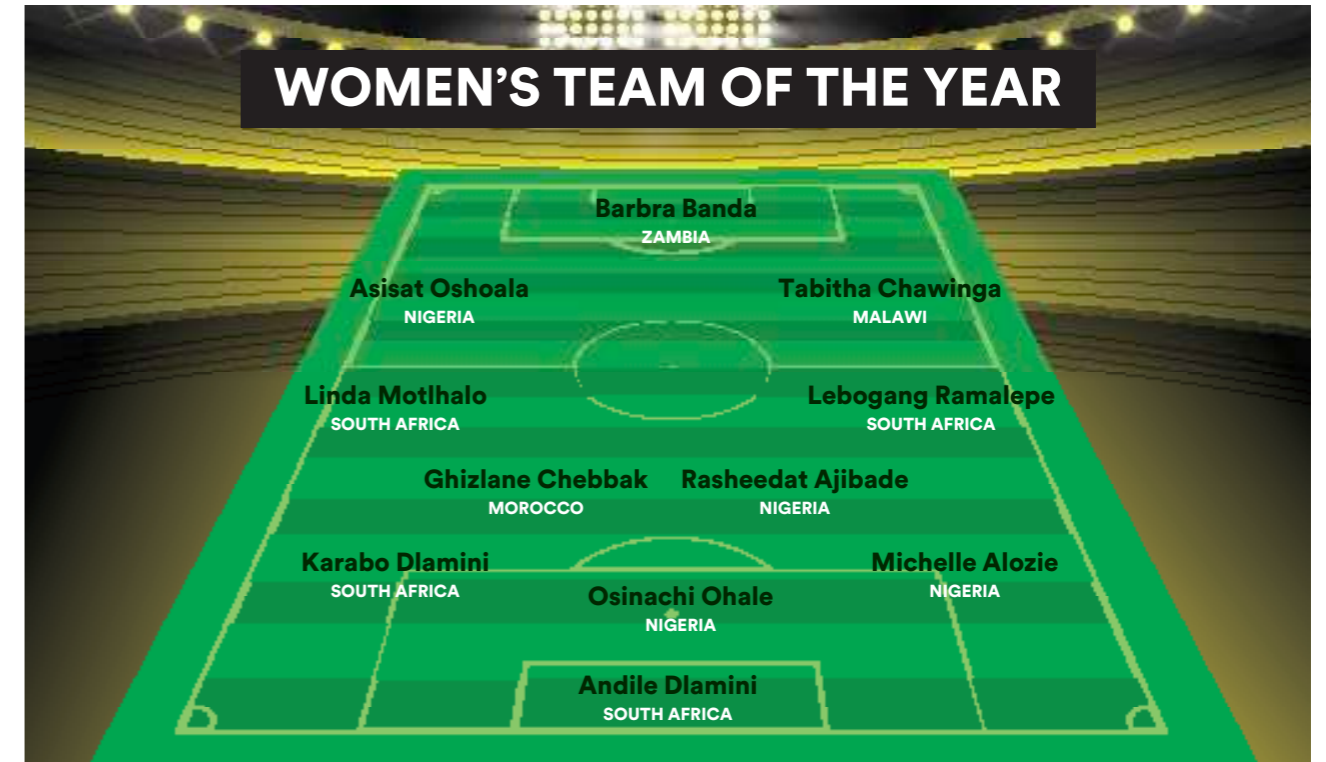 WOMEN'S TEAM OF THE YEAR
Barbra Banda
ZAMBIA
Asisat Oshoala
NIGERIA
Tabitha Chawinga
MALAWI
Linda Motlhalo
SOUTH AFRICA
Lebogang Ramalepe
SOUTH AFRICA
Ghizlane Chebbak
MOROCCO
Rasheedat Ajibade
NIGERIA
Karabo Dlamini
SOUTH AFRICA
Michelle Alozie
NIGERIA
Osinachi Ohale
NIGERIA
Andile Dlamini
SOUTH AFRICA